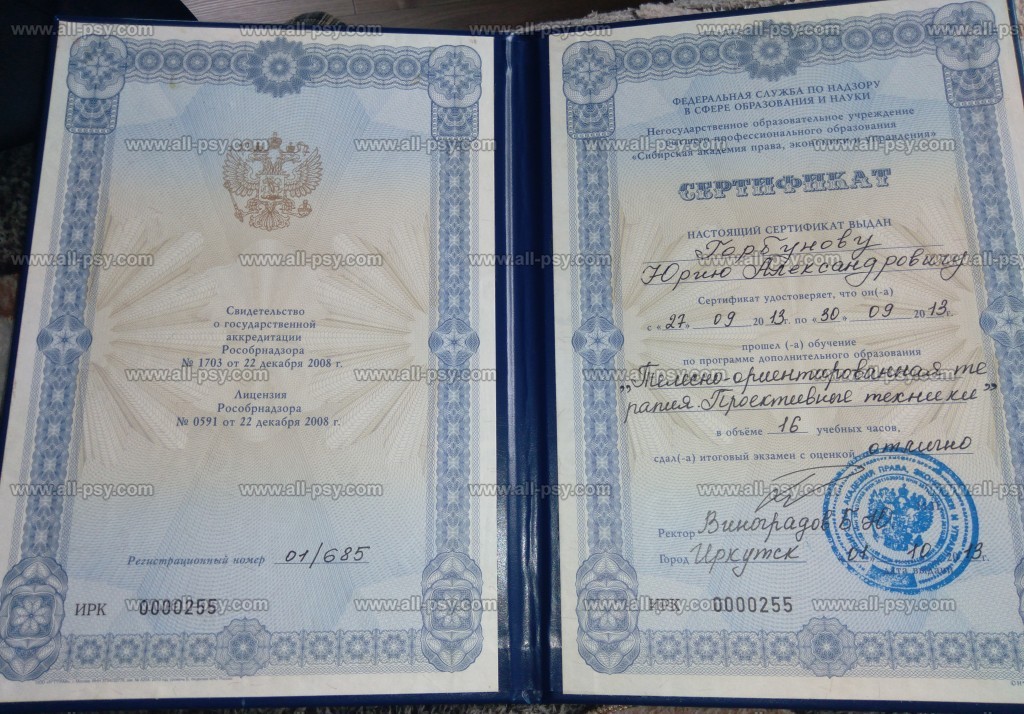 Свидетельство
о государственной
аккредитации
Рособрнадзора
№ 1703 от 22 декабря 2008 г.
Лицензия
Рособрнадзора
№ 0591 от 22 декабря 2008 г.
Регистрационный номер 01/685
ИРК 0000255
ФЕДЕРАЛЬНАЯ СЛУЖБА ПО НАДЗОРУ
В СФЕРЕ ОБРАЗОВАНИЯ И НАУКИ
Негосударственное образовательное учреждение
высшего профессионального образования
«Сибирская академия права, экономики и управления»
СЕРТИФИКАТ
НАСТОЯЩИЙ СЕРТИФИКАТ ВЫДАН
Горбунову
Юрию Александровичу
Сертификат удостоверяет, что он(-а)
с «27» 09 2013 г. по «30» 09 2013 г.
прошел (-а) обучение
по программе дополнительного образования
„Телесно-ориентированная те
рапия. Проективные техники"
в объёме 16 учебных часов,
сдал(-а) итоговый экзамен с оценкой отлично
Ректор Виноградов
Город Иркутск 01 10 2013 г.
Дата выдачи
ИРК 0000255
www.all-psy.com